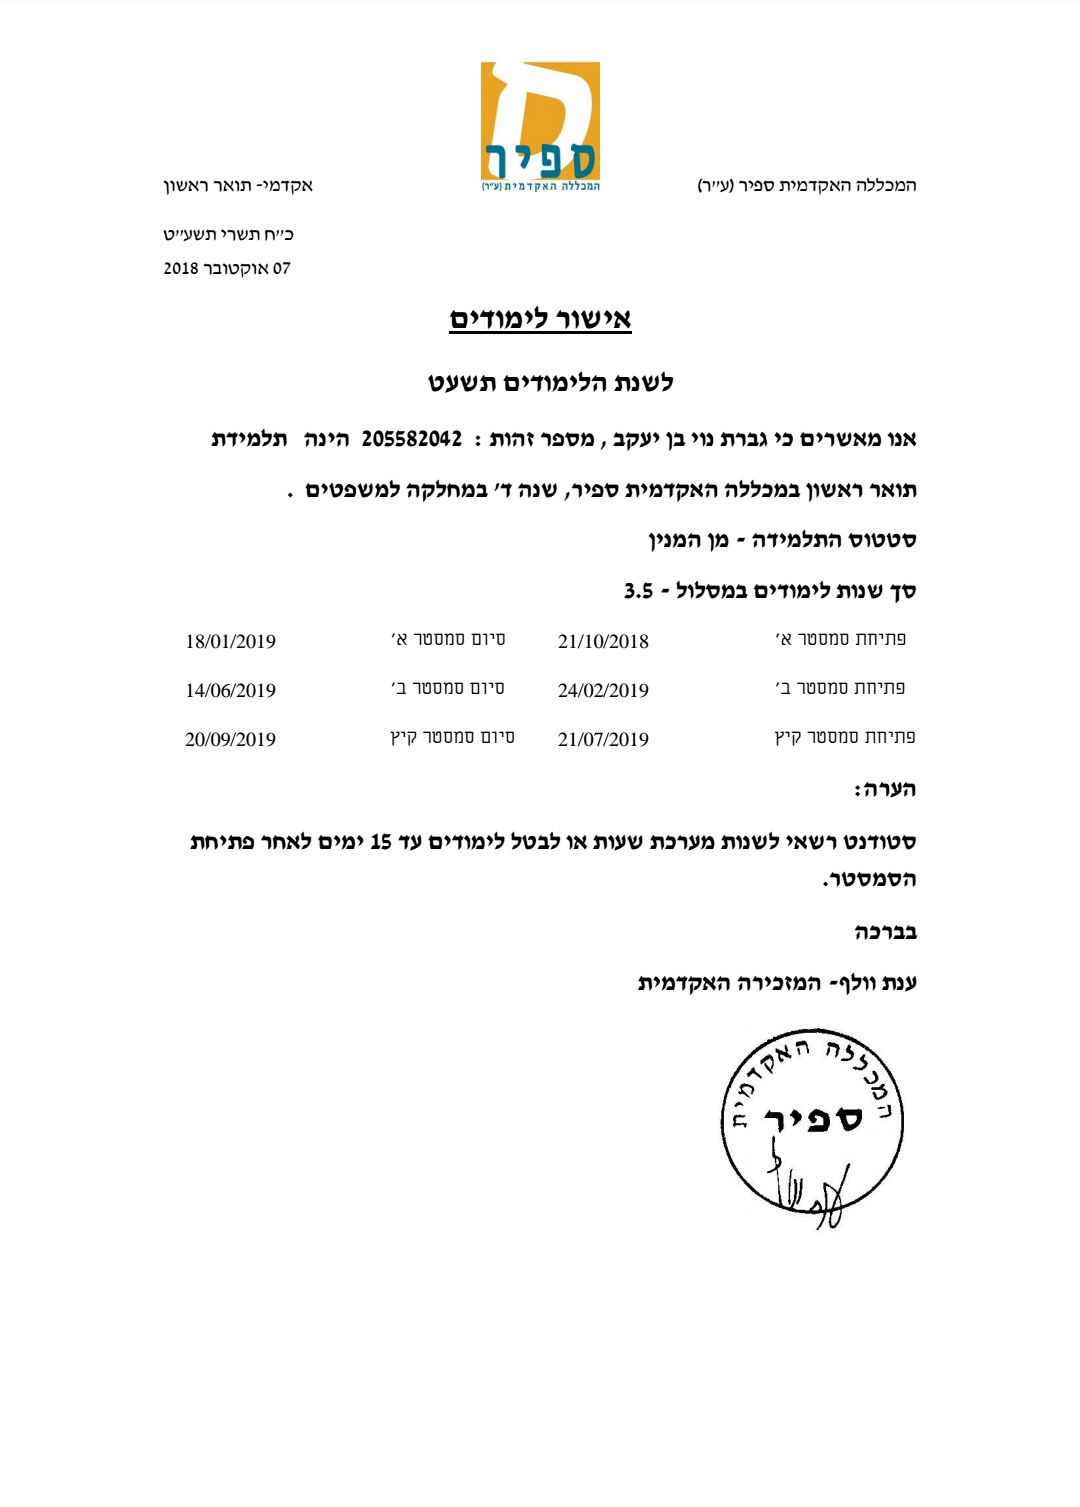 ספיר
המכללה האקדמית (ע"ר)
המכללה האקדמית ספיר (ע״ר)
אקדמי- תואר ראשון
כ״ח תשרי תשע״ט
07 אוקטובר 2018
אישור לימודים
לשנת הלימודים תשעט
אנו מאשרים כי גברת נוי בן יעקב , מספר זהות : 205582042 הינה תלמידת
תואר ראשון במכללה האקדמית ספיר, שנה ד׳ במחלקה למשפטים .
סטטוס התלמידה - מן המנין
סך שנות לימודים במסלול - 3.5
פתיחת סמסטר א׳ 21/10/2018 סיום סמסטר א׳ 18/01/2019
פתיחת סמסטר ב׳ 24/02/2019 סיום סמסטר ב׳ 14/06/2019
פתיחת סמסטר קיץ 21/07/2019 סיום סמסטר קיץ 20/09/2019
הערה:
סטודנט רשאי לשנות מערכת שעות או לבטל לימודים עד 15 ימים לאחר פתיחת
הסמסטר.
בברכה
ענת וולף- המזכירה האקדמית
המכללה האקדמית
ספיר